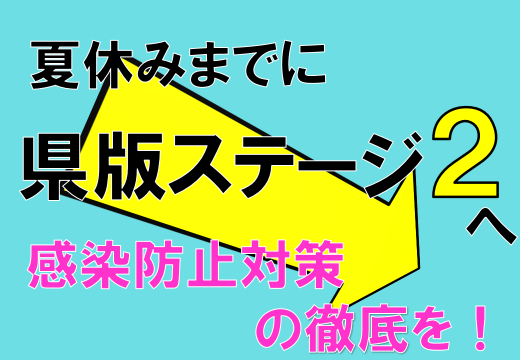 夏休みまでに
県版ステージ2
へ
感染防止対策
の徹底を！